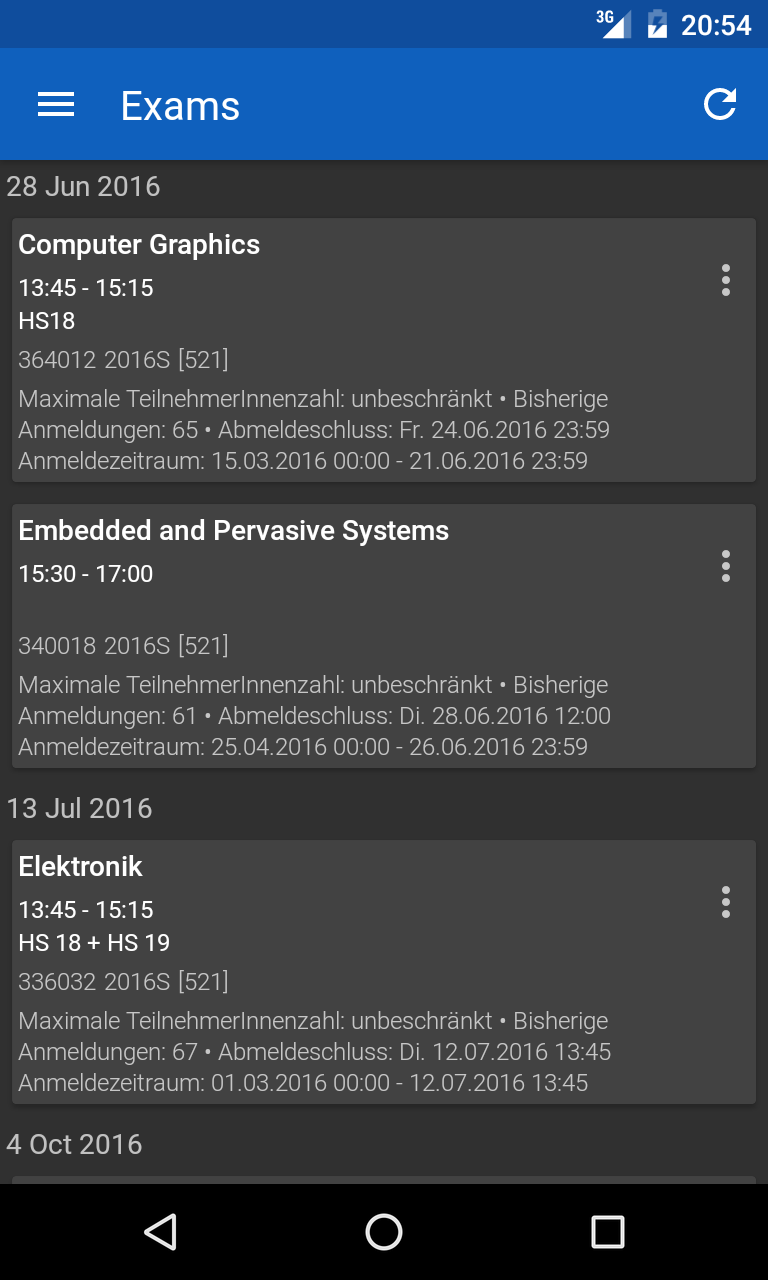 3G 20:54
Exams
28 Jun 2016
Computer Graphics
13:45 - 15:15
HS18
364012 2016S [521]
Maximale TeilnehmerInnenzahl: unbeschränkt • Bisherige
Anmeldungen: 65 • Abmeldeschluss: Fr. 24.06.2016 23:59
Anmeldezeitraum: 15.03.2016 00:00 - 21.06.2016 23:59
Embedded and Pervasive Systems
15:30 - 17:00
340018 2016S [521]
Maximale TeilnehmerInnenzahl: unbeschränkt • Bisherige
Anmeldungen: 61 • Abmeldeschluss: Di. 28.06.2016 12:00
Anmeldezeitraum: 25.04.2016 00:00 - 26.06.2016 23:59
13 Jul 2016
Elektronik
13:45 - 15:15
HS 18 + HS 19
336032 2016S [521]
Maximale TeilnehmerInnenzahl: unbeschränkt • Bisherige
Anmeldungen: 67 • Abmeldeschluss: Di. 12.07.2016 13:45
Anmeldezeitraum: 01.03.2016 00:00 - 12.07.2016 13:45
4 Oct 2016